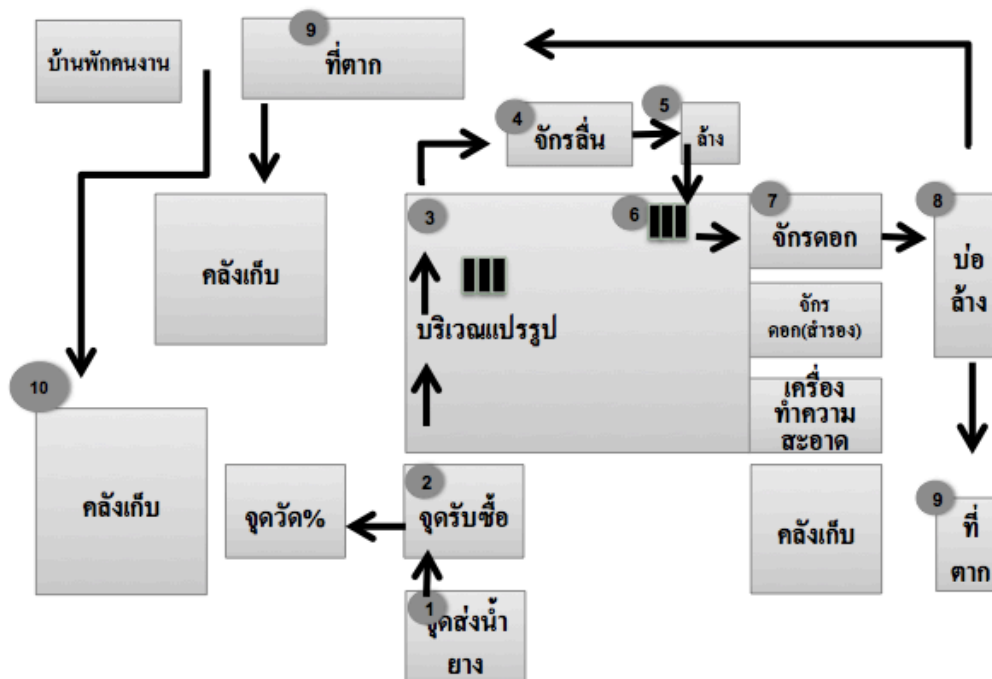 9
บ้านพักคนงาน
ที่ตาก
4
จักรลื่น
5
ล้าง
3
6
7
จักรดอก
8
บ่อ
ล้าง
คลังเก็บ
บริเวณแปรรูป
จักร
ดอก(สำรอง)
10
เครื่อง
ทำความ
สะอาด
คลังเก็บ
จุดวัด%
2
จุดรับซื้อ
คลังเก็บ
9
ที่
ตาก
1
จุดส่งน้ำ
ยาง